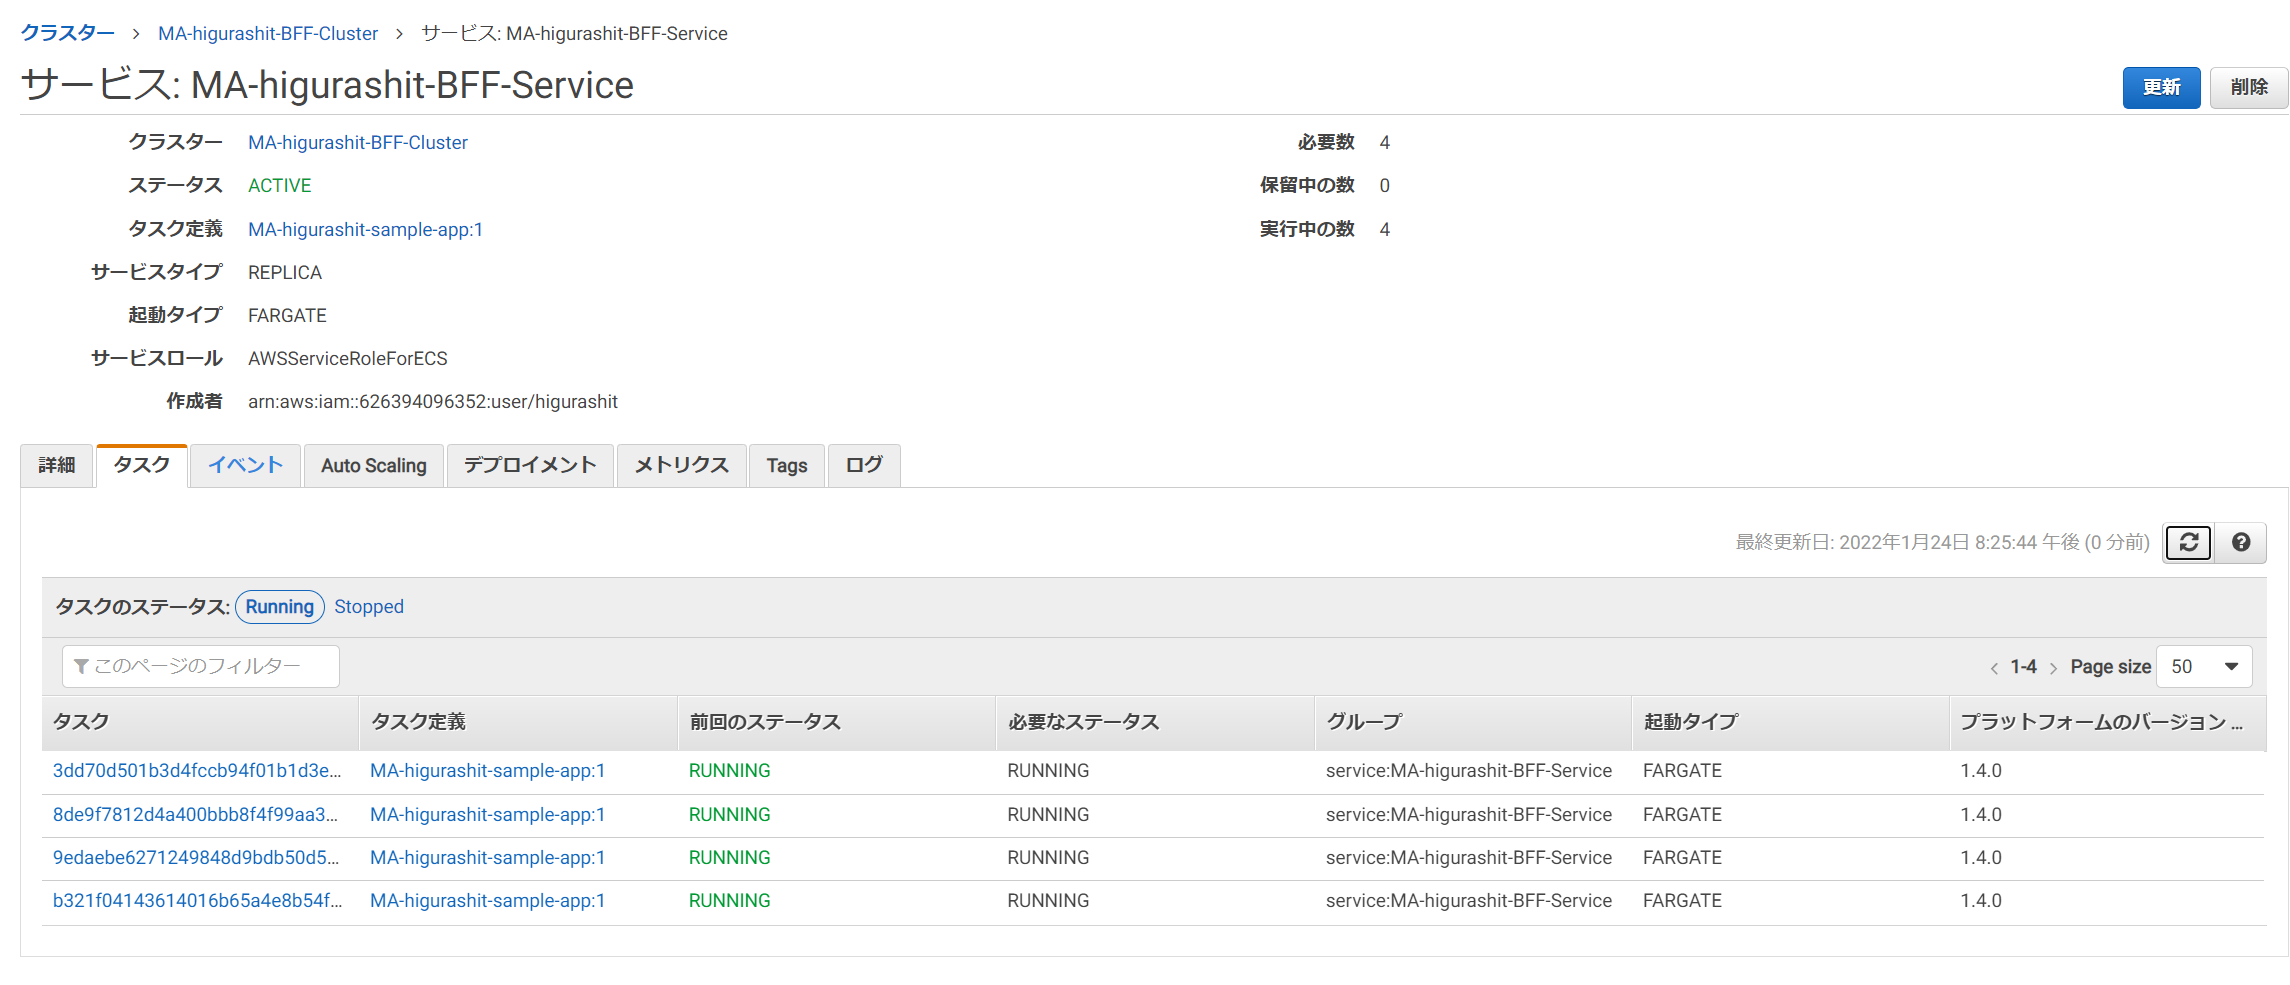 クラスター > MA-higurashit-BFF-Cluster > サービス: MA-higurashit-BFF-Service
サービス: MA-higurashit-BFF-Service
更新 削除
クラスター MA-higurashit-BFF-Cluster 必要数 4
ステータス ACTIVE 保留中の数 0
タスク定義 MA-higurashit-sample-app:1 実行中の数 4
サービスタイプ REPLICA
起動タイプ FARGATE
サービスロール AWSServiceRoleForECS
作成者 arn:aws:iam::626394096352:user/higurashit
詳細 タスク イベント Auto Scaling デプロイメント メトリクス Tags ログ
最終更新日: 2022年1月24日 8:25:44 午後 (0 分前)
タスクのステータス: Running Stopped
このページのフィルター < 1-4 > Page size 50
タスク タスク定義 前回のステータス 必要なステータス グループ 起動タイプ プラットフォームのバージョン ...
3dd70d501b3d4fccb94f01b1d3e... MA-higurashit-sample-app:1 RUNNING RUNNING service:MA-higurashit-BFF-Service FARGATE 1.4.0
8de9f7812d4a400bbb8f4f99aa3... MA-higurashit-sample-app:1 RUNNING RUNNING service:MA-higurashit-BFF-Service FARGATE 1.4.0
9edaebe6271249848d9bdb50d5... MA-higurashit-sample-app:1 RUNNING RUNNING service:MA-higurashit-BFF-Service FARGATE 1.4.0
b321f04143614016b65a4e8b54f... MA-higurashit-sample-app:1 RUNNING RUNNING service:MA-higurashit-BFF-Service FARGATE 1.4.0